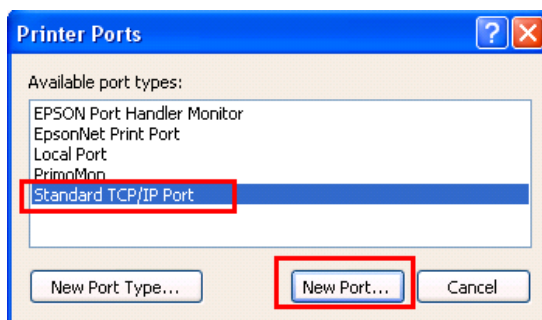 Printer Ports
Available port types:
EPSON Port Handler Monitor
EpsonNet Print Port
Local Port
PrimoMon
Standard TCP/IP Port
New Port Type... New Port... Cancel